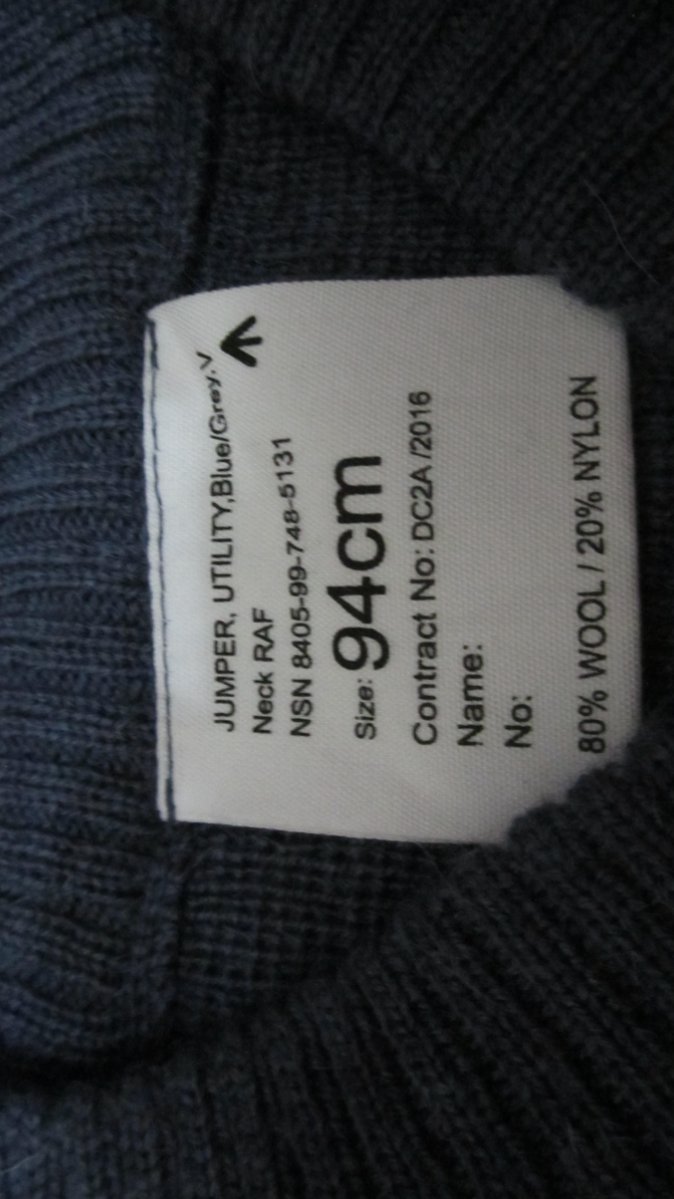 JUMPER, UTILITY,Blue/Grey.V
Neck RAF
NSN 8405-99-748-5131
Size: 94cm
Contract No: DC2A /2016
Name:
No:
80% WOOL / 20% NYLON